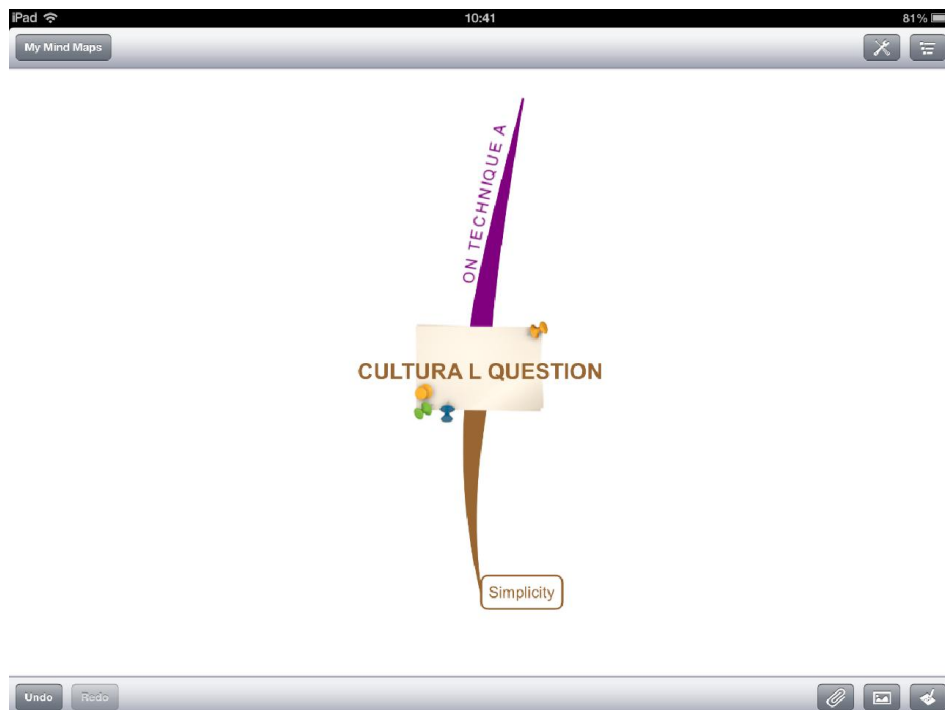 iPad 10:41 81%
My Mind Maps
ON TECHNIQUE A
CULTURA L QUESTION
Simplicity
Undo Redo